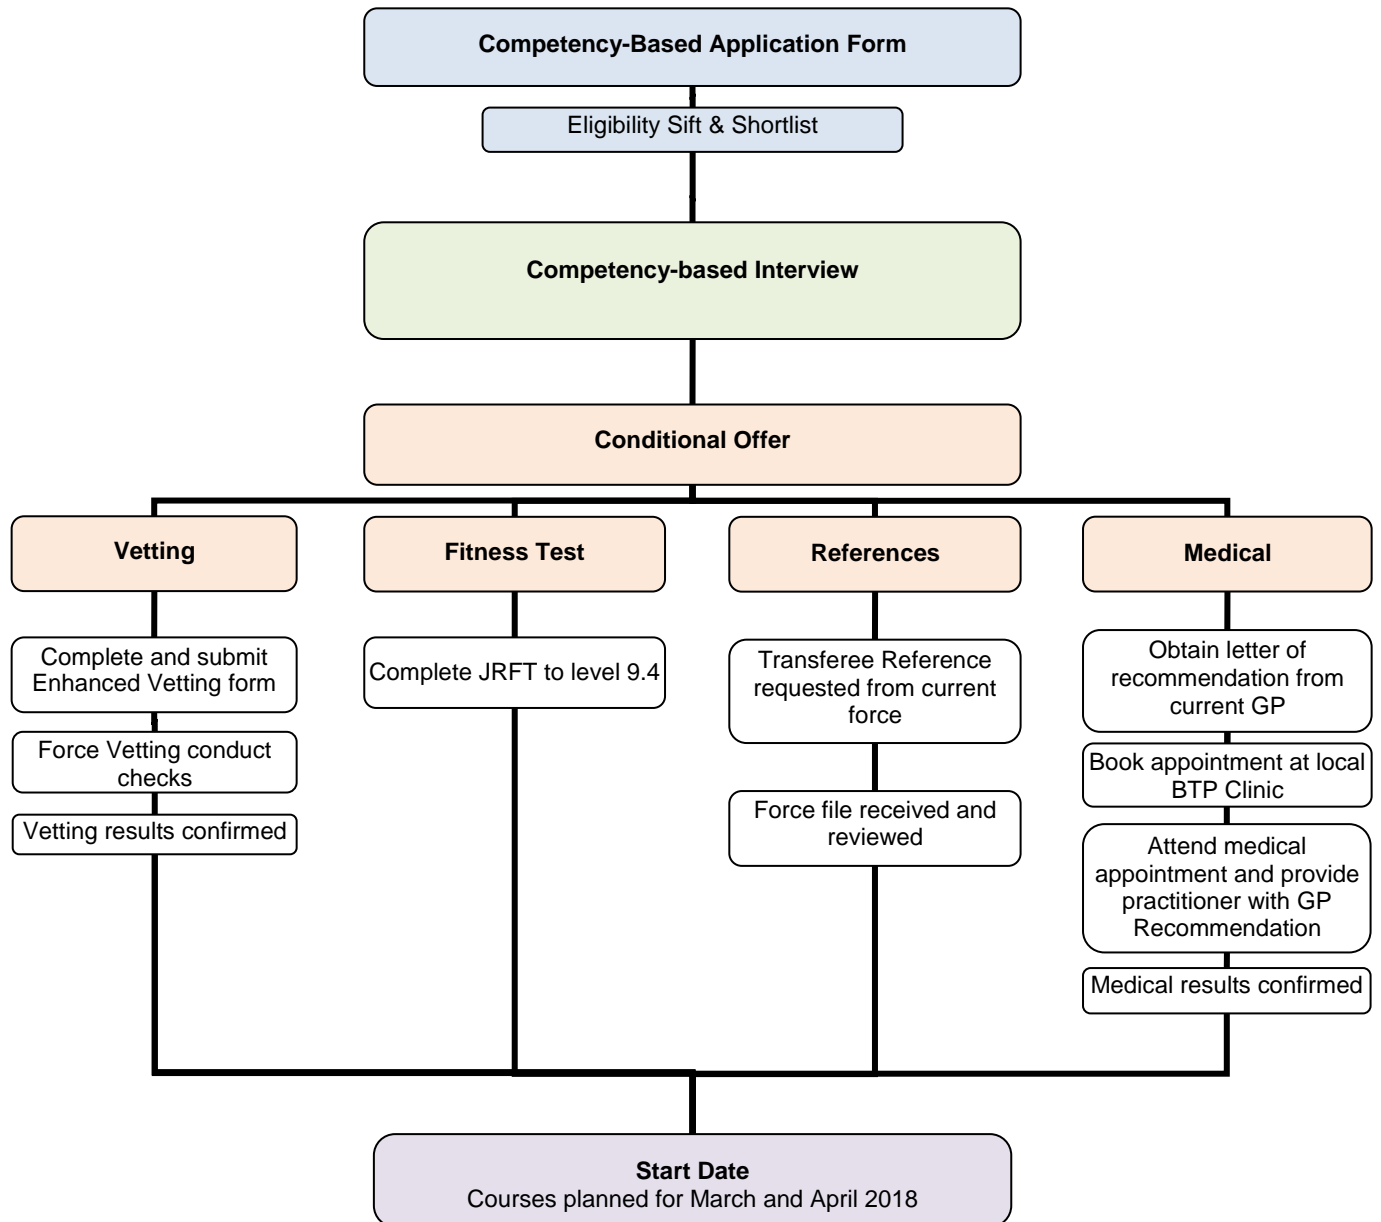 Competency-Based Application Form
Eligibility Sift & Shortlist
Competency-based Interview
Conditional Offer
Vetting
Complete and submit
Enhanced Vetting form
Force Vetting conduct
checks
Vetting results confirmed
Fitness Test
Complete JRFT to level 9.4
References
Transferee Reference
requested from current
force
Force file received and
reviewed
Medical
Obtain letter of
recommendation from
current GP
Book appointment at local
BTP Clinic
Attend medical
appointment and provide
practitioner with GP
Recommendation
Medical results confirmed
Start Date
Courses planned for March and April 2018